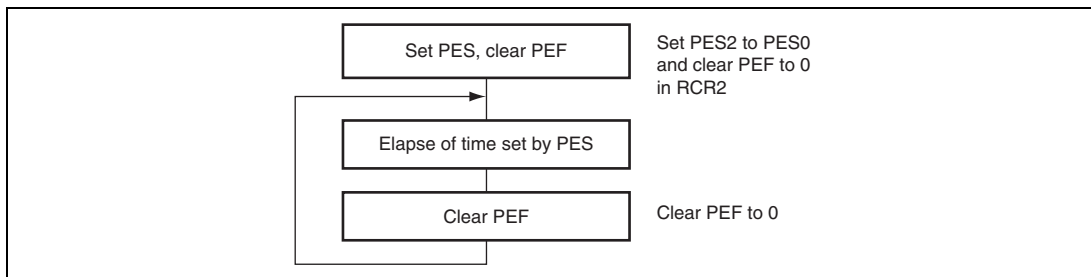 Set PES, clear PEF
Set PES2 to PES0
and clear PEF to 0
in RCR2
Elapse of time set by PES
Clear PEF
Clear PEF to 0